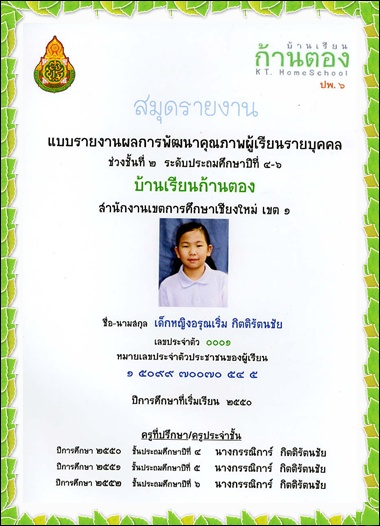 บ้านเรียน
ก้านตอง
KT. HomeSchool
ปพ.๖
สมุดรายงาน
แบบรายงานผลการพัฒนาคุณภาพผู้เรียนรายบุคคล
ช่วงชั้นที่ ๒ ระดับประถมศึกษาปีที่ ๔-๖
บ้านเรียนก้านตอง
สำนักงานเขตการศึกษาเชียงใหม่ เขต ๑
ชื่อ-นามสกุล เด็กหญิงอรุณเริ่ม กิตติรัตนชัย
เลขประจำตัว ๐๐๐๑
หมายเลขประจำตัวประชาชนของผู้เรียน
๑ ๕๐๙๙ ๗๐๐๗๐ ๕๔ ๕
ปีการศึกษาที่เริ่มเรียน ๒๕๕๐
ครูที่ปรึกษา/ครูประจำชั้น
ปีการศึกษา ๒๕๕๐ ชั้นประถมศึกษาปีที่ ๔ นางกรรณิการ์ กิตติรัตนชัย
ปีการศึกษา ๒๕๕๑ ชั้นประถมศึกษาปีที่ ๕ นางกรรณิการ์ กิตติรัตนชัย
ปีการศึกษา ๒๕๕๒ ชั้นประถมศึกษาปีที่ ๖ นางกรรณิการ์ กิตติรัตนชัย